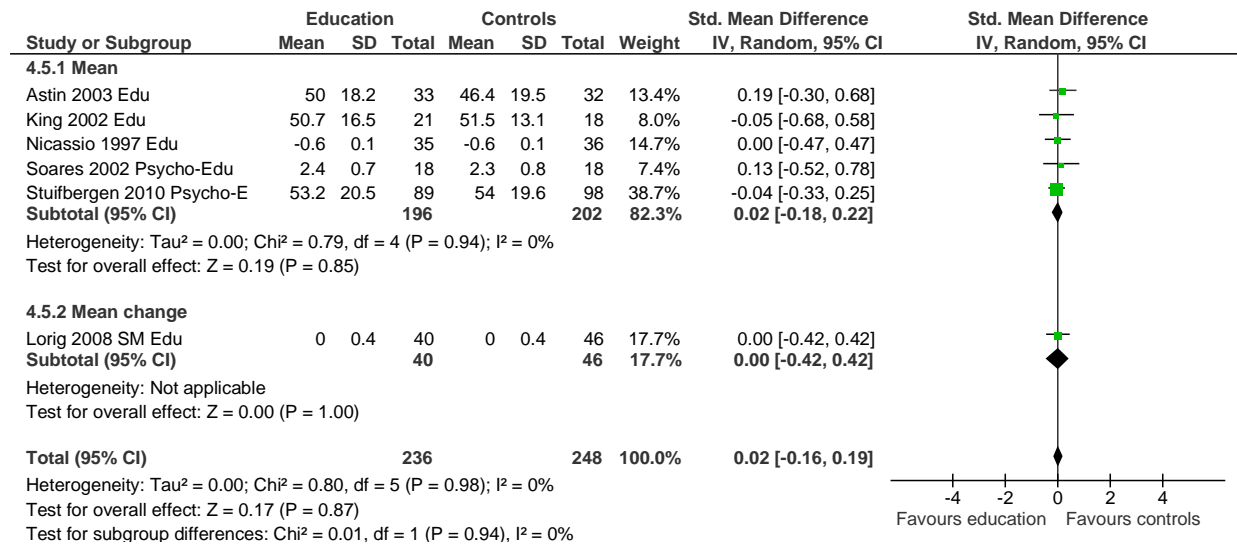 Education Controls Std. Mean Difference Std. Mean Difference
Study or Subgroup Mean SD Total Mean SD Total Weight IV, Random, 95% CI IV, Random, 95% CI
4.5.1 Mean
Astin 2003 Edu 50 18.2 33 46.4 19.5 32 13.4% 0.19 [-0.30, 0.68]
King 2002 Edu 50.7 16.5 21 51.5 13.1 18 8.0% -0.05 [-0.68, 0.58]
Nicassio 1997 Edu -0.6 0.1 35 -0.6 0.1 36 14.7% 0.00 [-0.47, 0.47]
Soares 2002 Psycho-Edu 2.4 0.7 18 2.3 0.8 18 7.4% 0.13 [-0.52, 0.78]
Stuifbergen 2010 Psycho-E 53.2 20.5 89 54 19.6 98 38.7% -0.04 [-0.33, 0.25]
Subtotal (95% CI) 196 202 82.3% 0.02 [-0.18, 0.22]
Heterogeneity: Tau² = 0.00; Chi² = 0.79, df = 4 (P = 0.94); I² = 0%
Test for overall effect: Z = 0.19 (P = 0.85)
4.5.2 Mean change
Lorig 2008 SM Edu 0 0.4 40 0 0.4 46 17.7% 0.00 [-0.42, 0.42]
Subtotal (95% CI) 40 46 17.7% 0.00 [-0.42, 0.42]
Heterogeneity: Not applicable
Test for overall effect: Z = 0.00 (P = 1.00)
Total (95% CI) 236 248 100.0% 0.02 [-0.16, 0.19]
Heterogeneity: Tau² = 0.00; Chi² = 0.80, df = 5 (P = 0.98); I² = 0%
Test for overall effect: Z = 0.17 (P = 0.87)
Test for subgroup differences: Chi² = 0.01, df = 1 (P = 0.94), I² = 0%
-4 -2 0 2 4
Favours education Favours controls